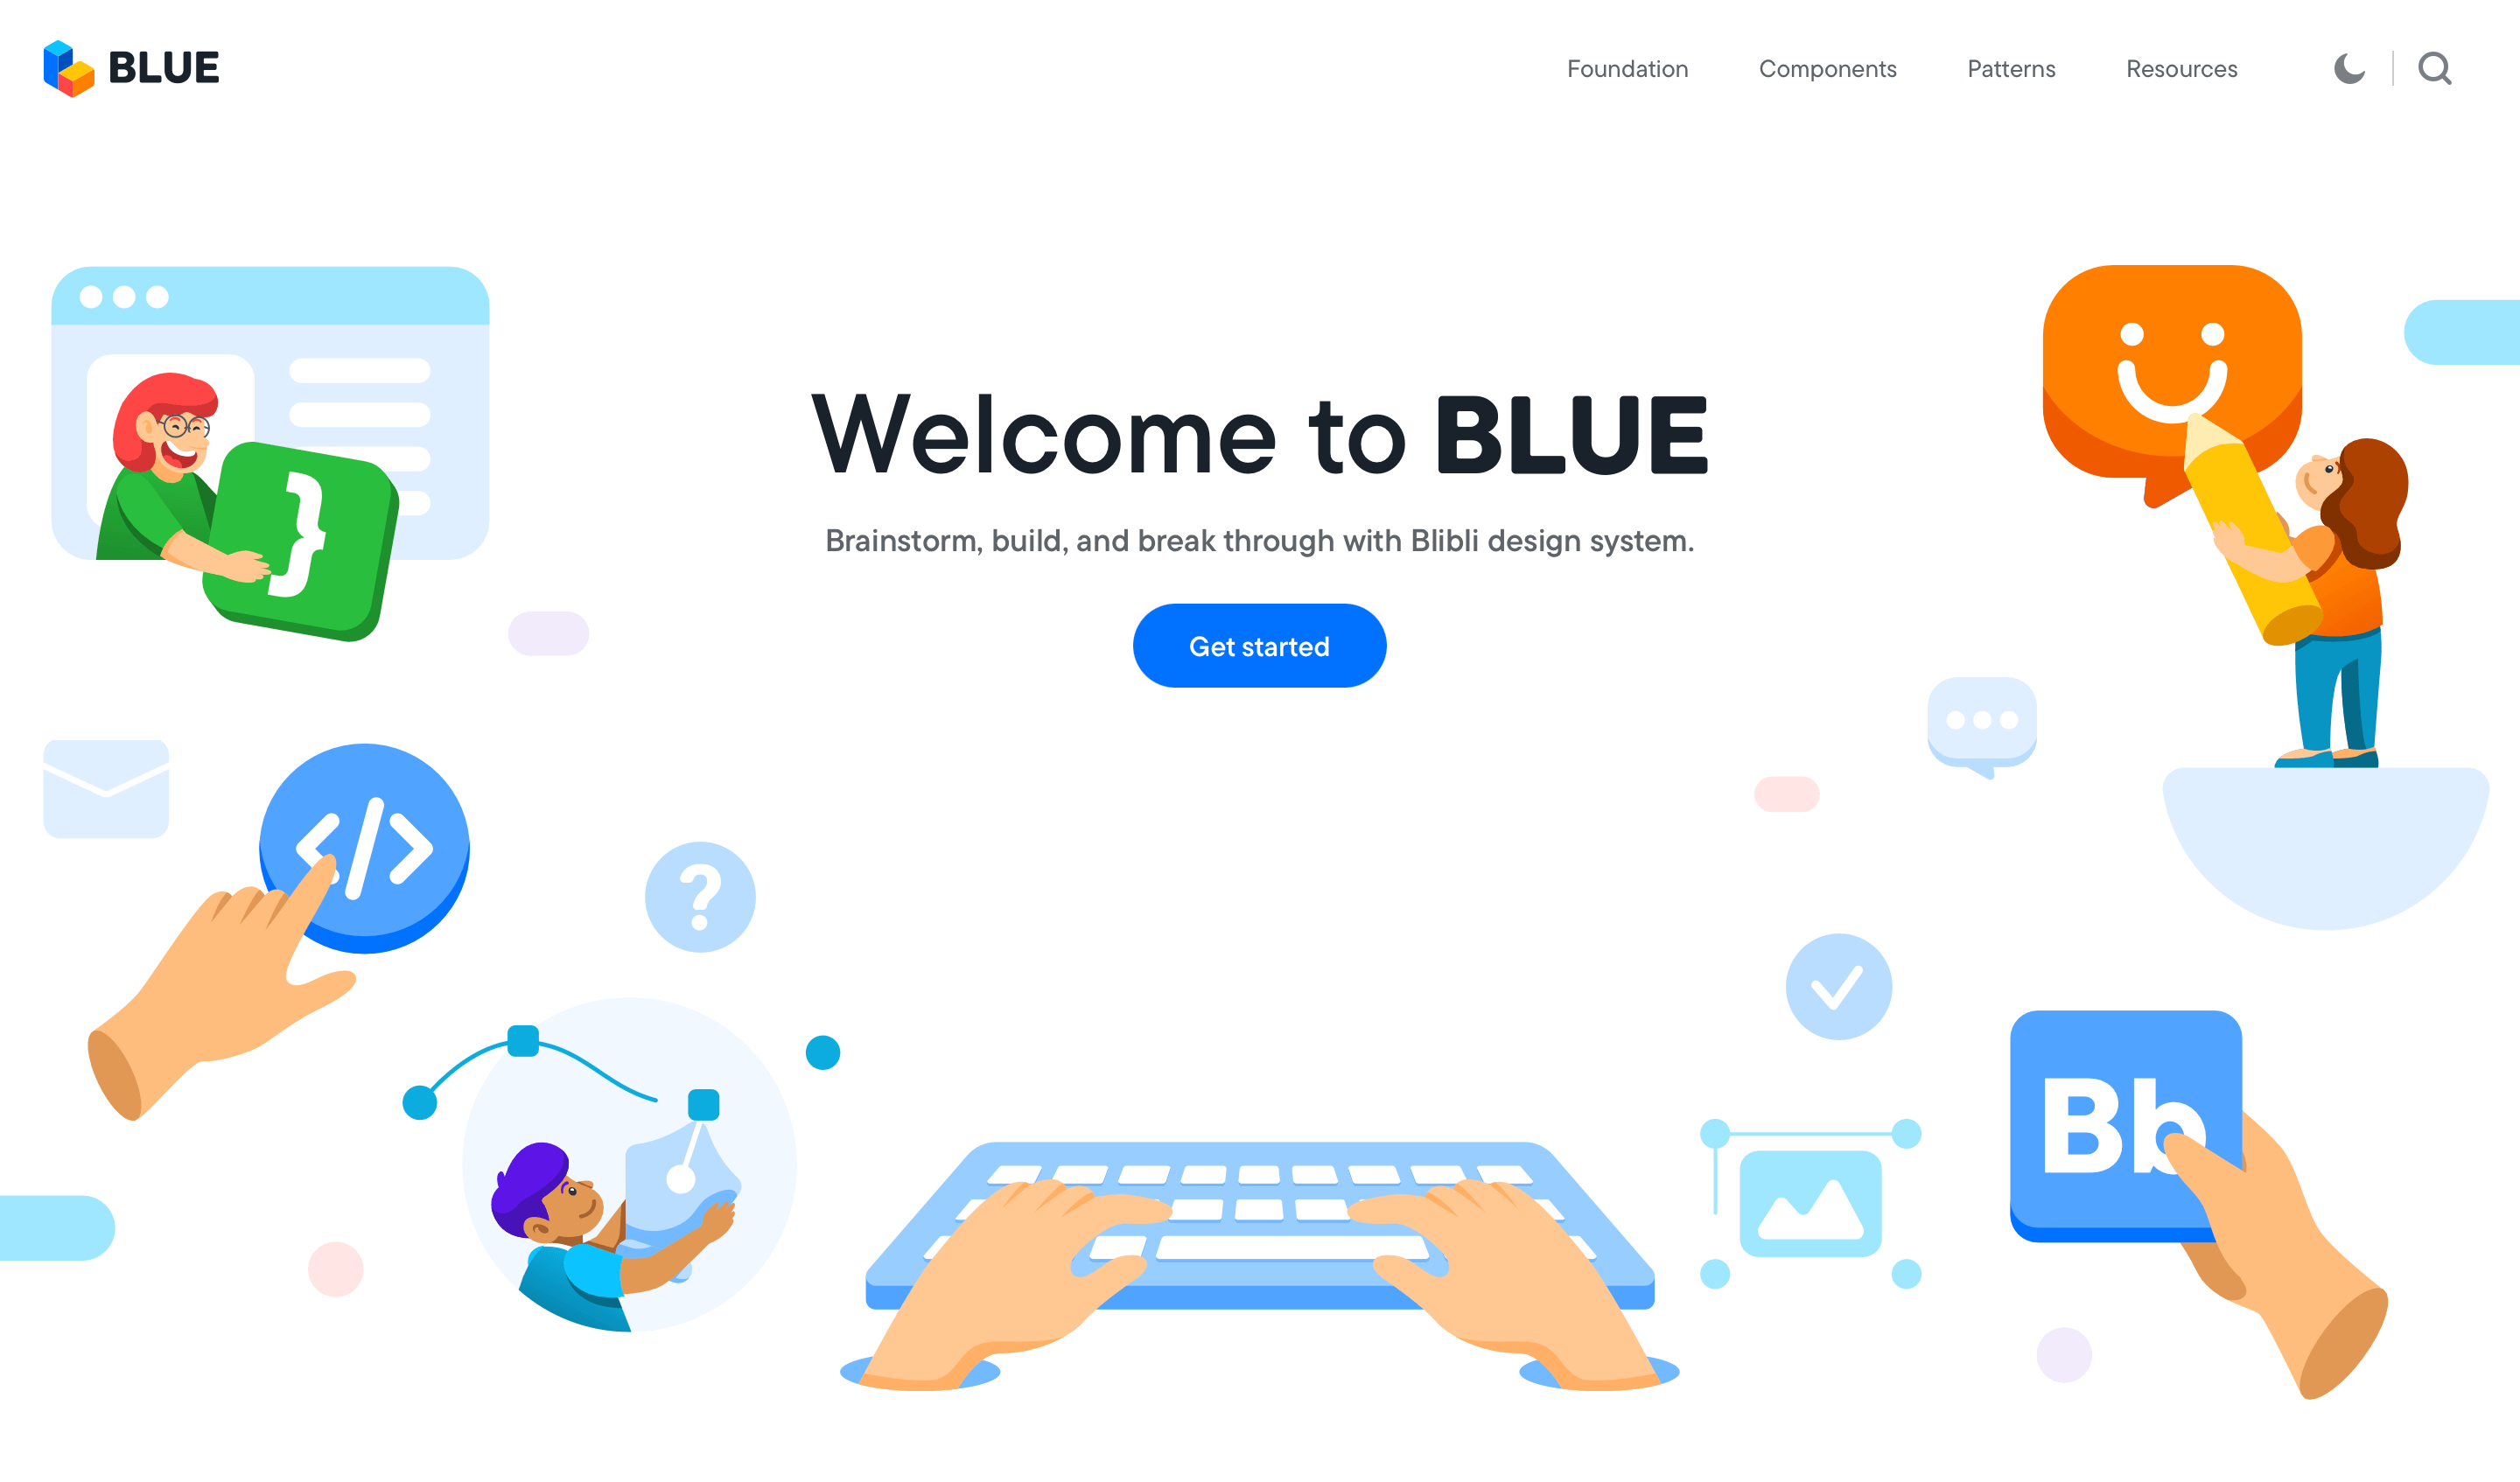 BLUE
Foundation Components Patterns Resources
Welcome to BLUE
Brainstorm, build, and break through with Blibli design system.
Get started
}
</>
?
Bb